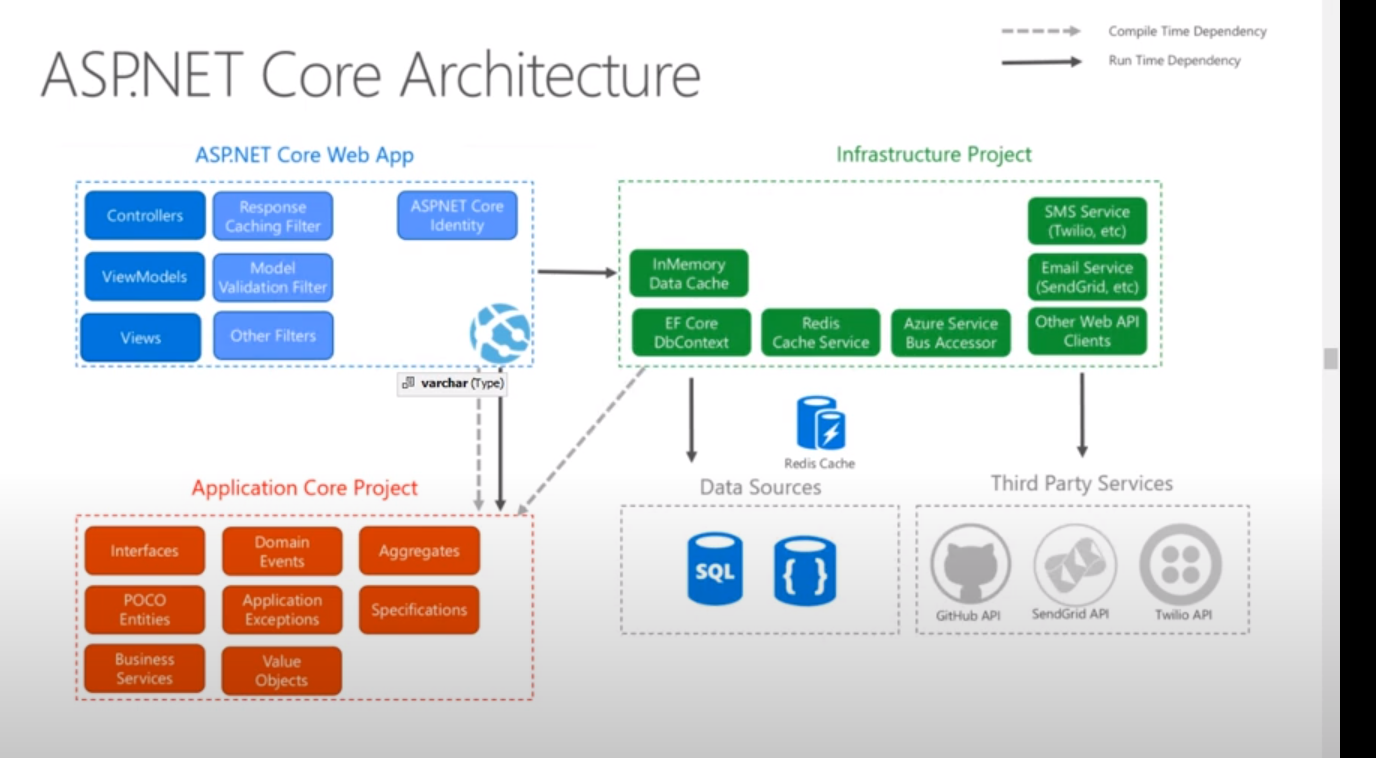 Compile Time Dependency
Run Time Dependency
ASP.NET Core Architecture
ASP.NET Core Web App
Controllers
Response
Caching Filter
ASP.NET Core
Identity
ViewModels
Model
Validation Filter
Views
Other Filters
varchar (Type)
Infrastructure Project
SMS Service
(Twilio, etc)
InMemory
Data Cache
Email Service
(SendGrid, etc)
EF Core
DbContext
Redis
Cache Service
Azure Service
Bus Accessor
Other Web API
Clients
Redis Cache
Application Core Project
Interfaces
Domain
Events
Aggregates
POCO
Entities
Application
Exceptions
Specifications
Business
Services
Value
Objects
Data Sources
SQL
{ }
Third Party Services
GitHub API
SendGrid API
Twilio API